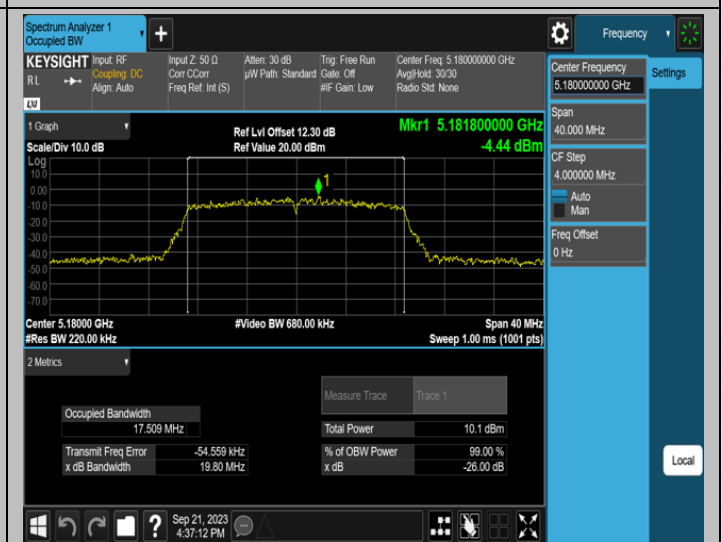 Spectrum Analyzer 1
Occupied BW
+
Frequency
KEYSIGHT
RL
LXI
Input: RF
Coupling: DC
Align: Auto
Input Z: 50 Ω
Corr CCorr
Freq Ref: Int (S)
Atten: 30 dB
µW Path: Standard
Trig: Free Run
Gate: Off
#IF Gain: Low
Center Freq: 5.180000000 GHz
Avg|Hold: 30/30
Radio Std: None
Center Frequency
5.180000000 GHz
Settings
Span
40.000 MHz
CF Step
4.000000 MHz
Auto
Man
Freq Offset
0 Hz
Local
1 Graph
Scale/Div 10.0 dB
Ref Lvl Offset 12.30 dB
Ref Value 20.00 dBm
Mkr1 5.181800000 GHz
-4.44 dBm
Log
10.0
0.00
-10.0
-20.0
-30.0
-40.0
-50.0
-60.0
-70.0
1
Center 5.18000 GHz
#Res BW 220.00 kHz
#Video BW 680.00 kHz
Span 40 MHz
Sweep 1.00 ms (1001 pts)
2 Metrics
Measure Trace
Trace 1
Occupied Bandwidth
17.509 MHz
Total Power
10.1 dBm
Transmit Freq Error
-54.559 kHz
% of OBW Power
99.00 %
x dB Bandwidth
19.80 MHz
x dB
-26.00 dB
?
Sep 21, 2023
4:37:12 PM